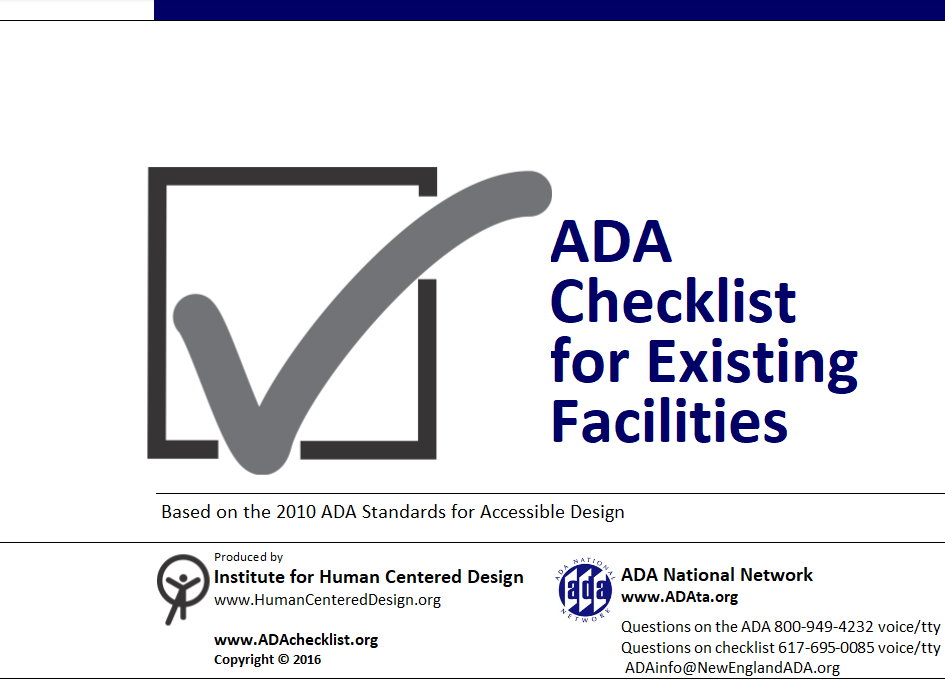 ADA
Checklist
for Existing
Facilities
Based on the 2010 ADA Standards for Accessible Design
Produced by
Institute for Human Centered Design
www.HumanCenteredDesign.org
www.ADAchecklist.org
Copyright © 2016
ADA NATIONAL
ada
NETWORK
ADA National Network
www.ADAta.org
Questions on the ADA 800-949-4232 voice/tty
Questions on checklist 617-695-0085 voice/tty
ADAinfo@NewEnglandADA.org